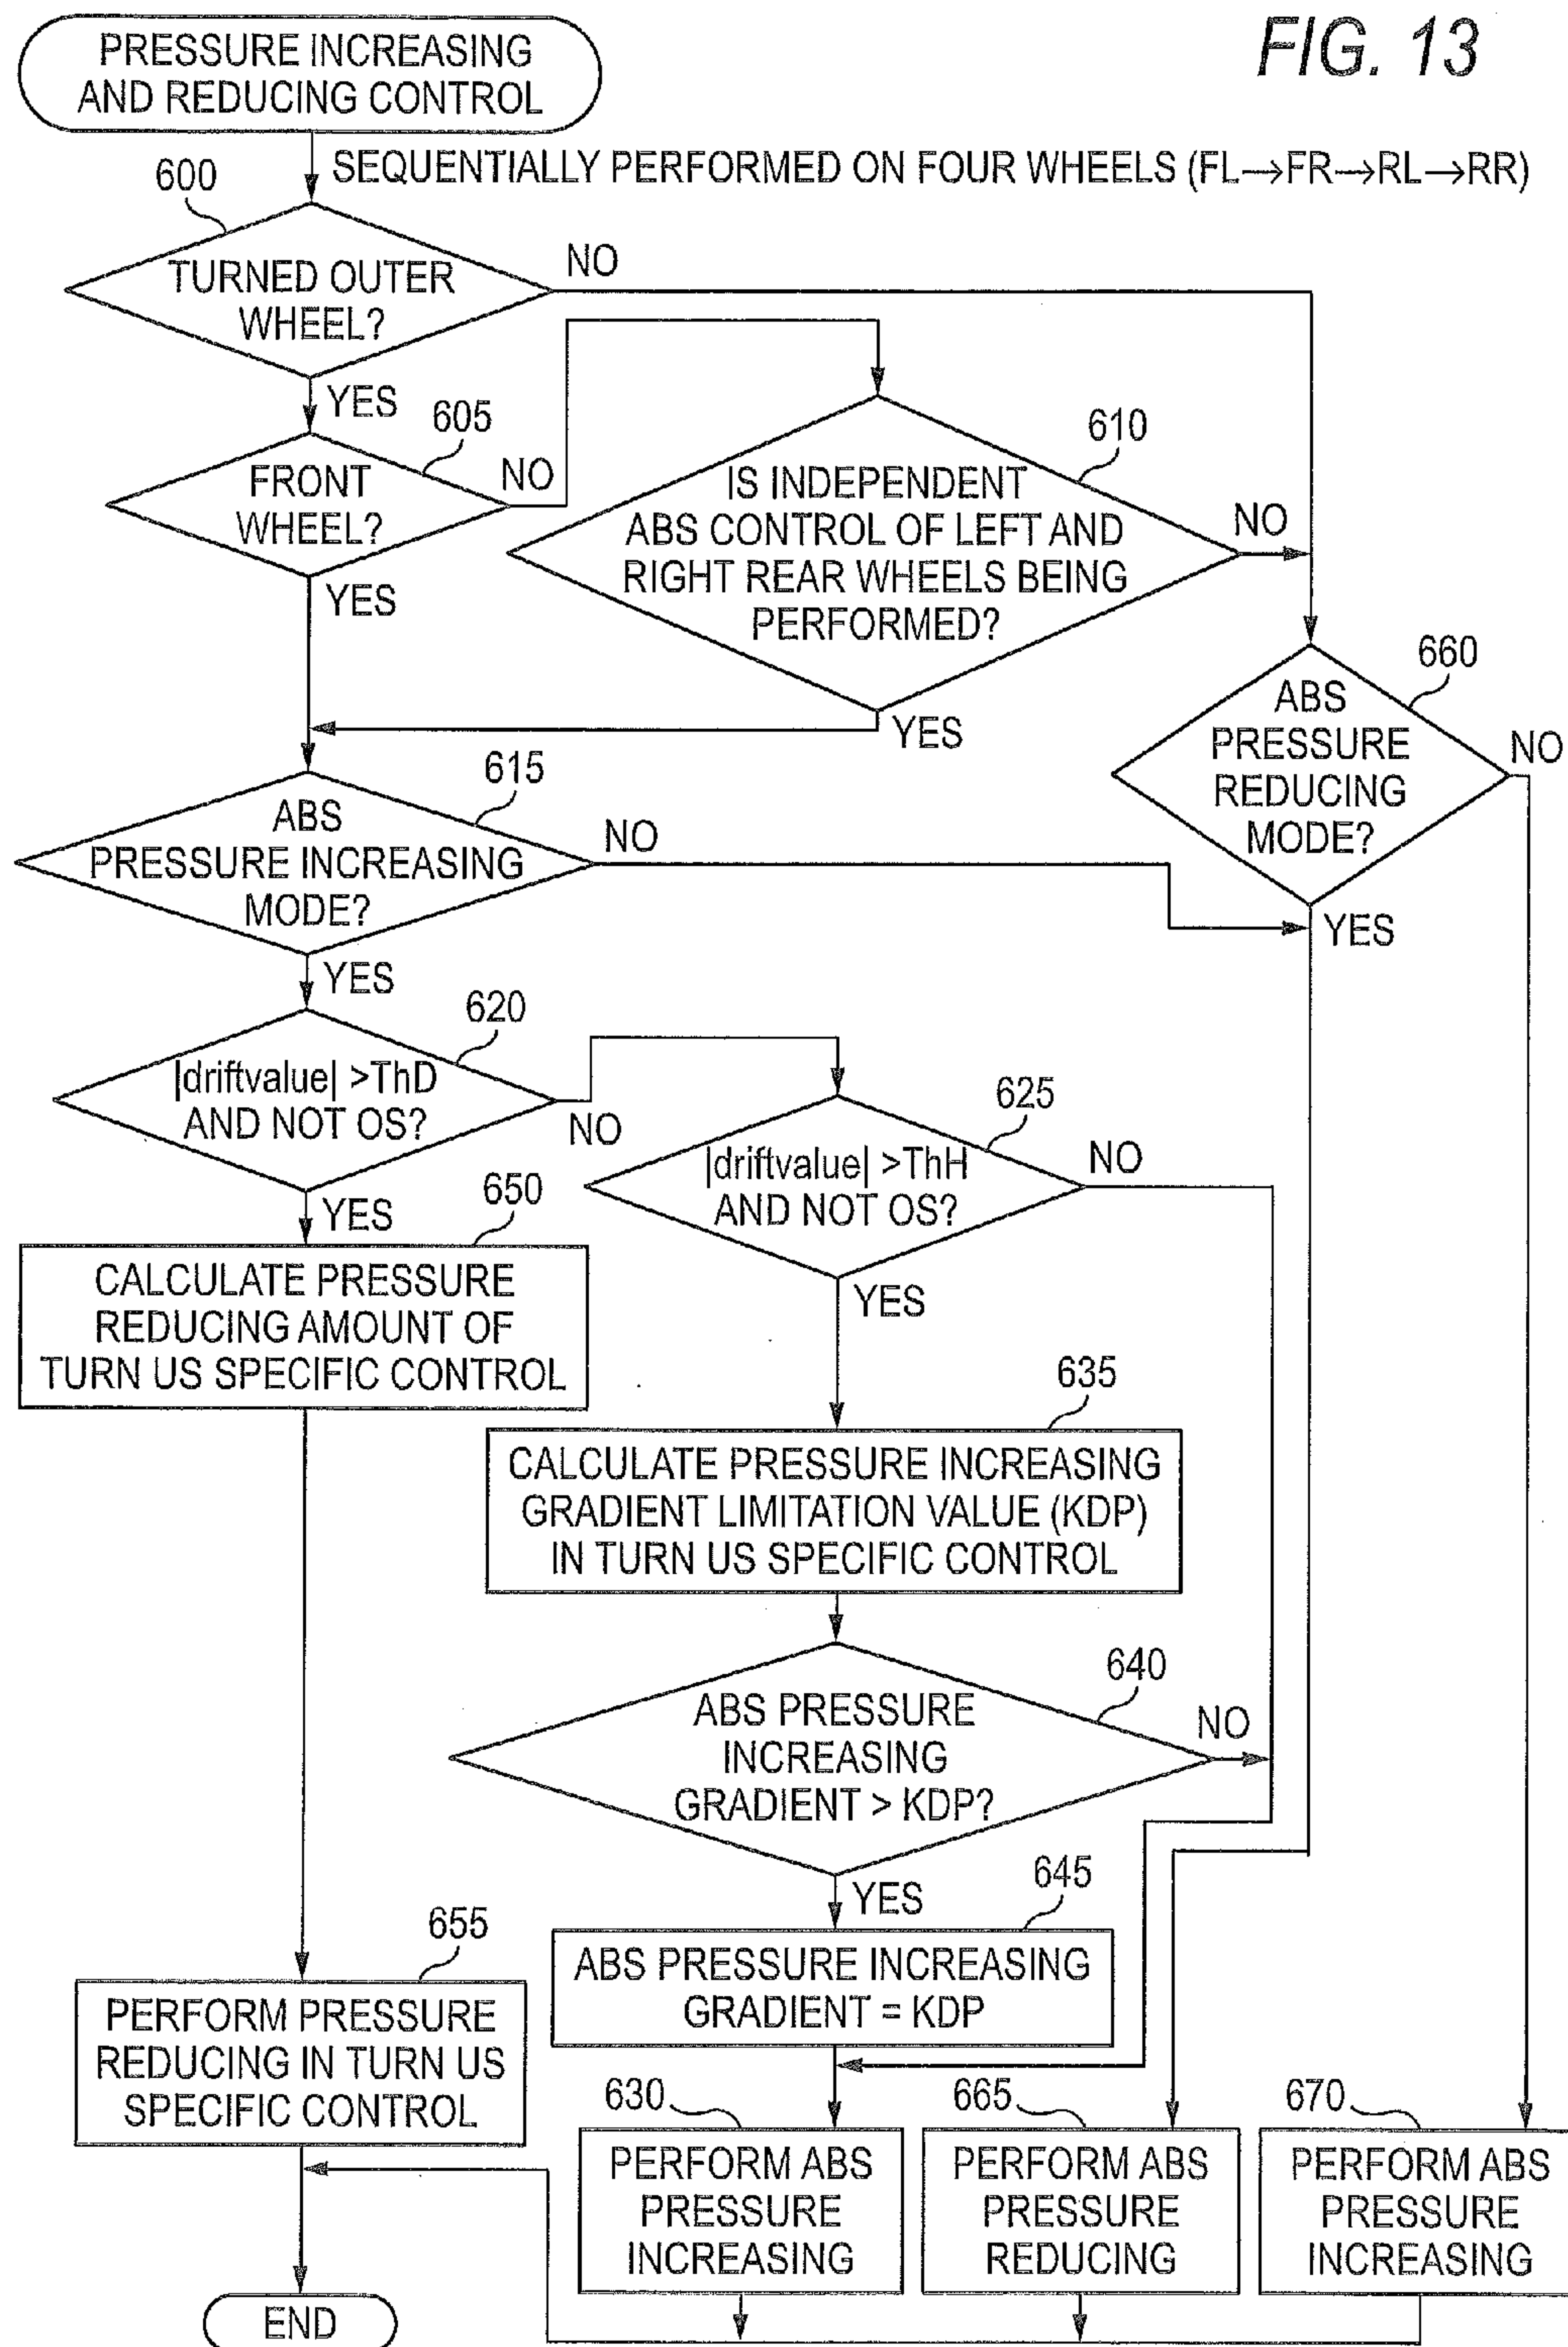 FIG. 13
PRESSURE INCREASING
AND REDUCING CONTROL
SEQUENTIALLY PERFORMED ON FOUR WHEELS (FL→FR→RL→RR)
600
TURNED OUTER
WHEEL?
NO
YES
605
FRONT
WHEEL?
NO
YES
610
IS INDEPENDENT
ABS CONTROL OF LEFT AND
RIGHT REAR WHEELS BEING
PERFORMED?
NO
YES
660
ABS
PRESSURE
REDUCING
MODE?
NO
YES
615
ABS
PRESSURE INCREASING
MODE?
NO
YES
620
|driftvalue| >ThD
AND NOT OS?
NO
YES
625
|driftvalue| >ThH
AND NOT OS?
NO
YES
650
CALCULATE PRESSURE
REDUCING AMOUNT OF
TURN US SPECIFIC CONTROL
635
CALCULATE PRESSURE INCREASING
GRADIENT LIMITATION VALUE (KDP)
IN TURN US SPECIFIC CONTROL
640
ABS PRESSURE
INCREASING
GRADIENT > KDP?
NO
YES
645
ABS PRESSURE INCREASING
GRADIENT = KDP
655
PERFORM PRESSURE
REDUCING IN TURN US
SPECIFIC CONTROL
630
PERFORM ABS
PRESSURE
INCREASING
665
PERFORM ABS
PRESSURE
REDUCING
670
PERFORM ABS
PRESSURE
INCREASING
END